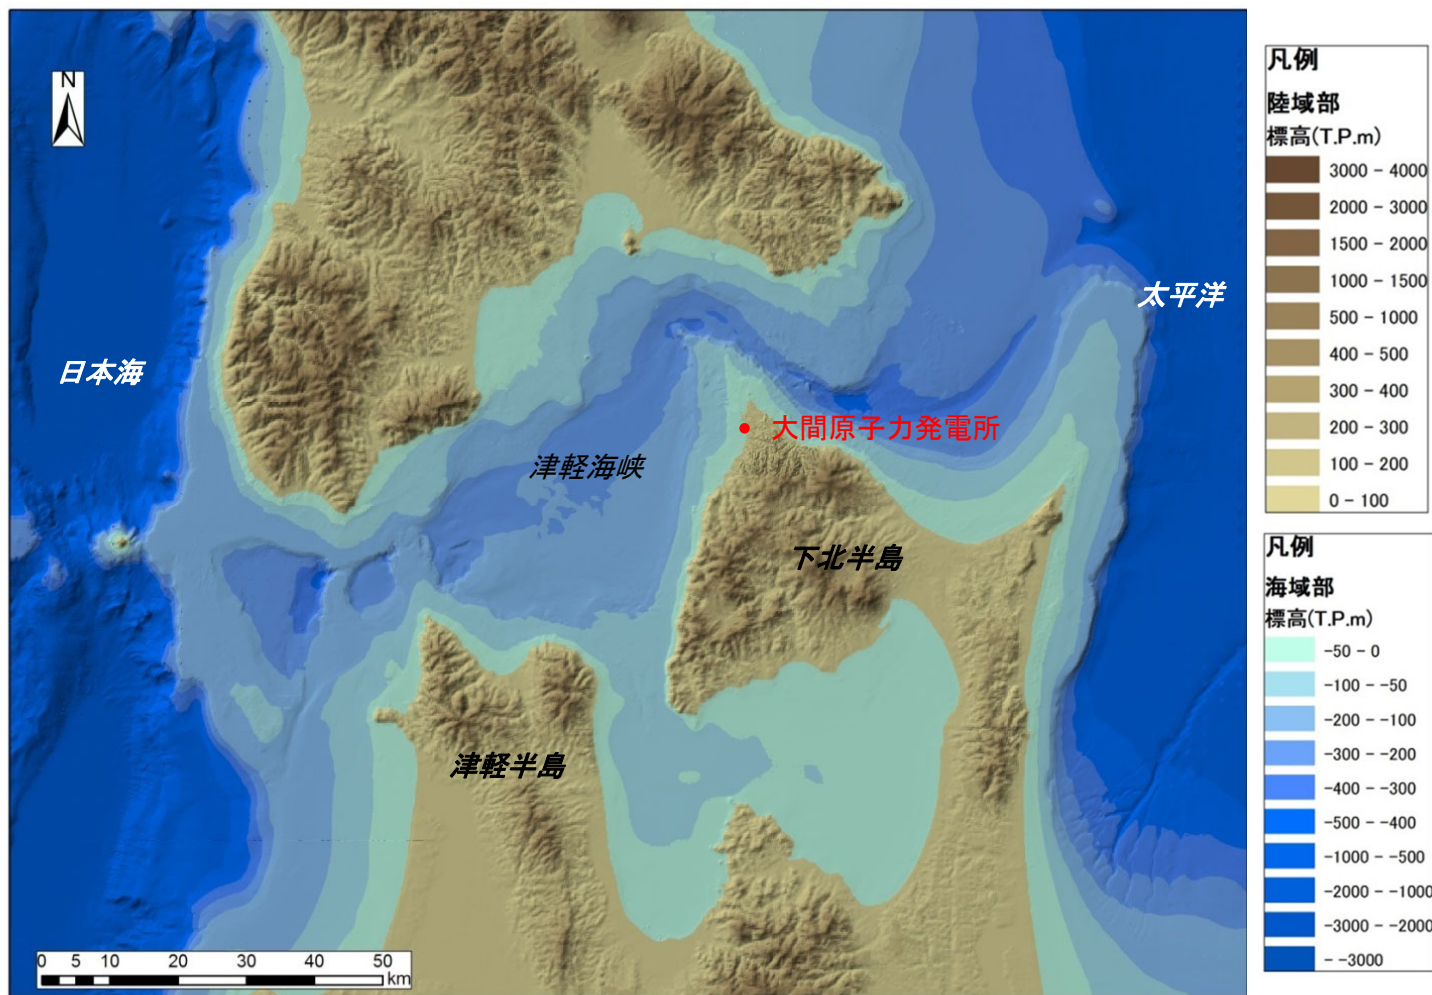 N
日本海
太平洋
大間原子力発電所
津軽海峡
下北半島
津軽半島
0 5 10 20 30 40 50
km
凡例
陸域部
標高(T.P.m)
3000 - 4000
2000 - 3000
1500 - 2000
1000 - 1500
500 - 1000
400 - 500
300 - 400
200 - 300
100 - 200
0 - 100
凡例
海域部
標高(T.P.m)
-50 - 0
-100 - -50
-200 - -100
-300 - -200
-400 - -300
-500 - -400
-1000 - -500
-2000 - -1000
-3000 - -2000
- -3000